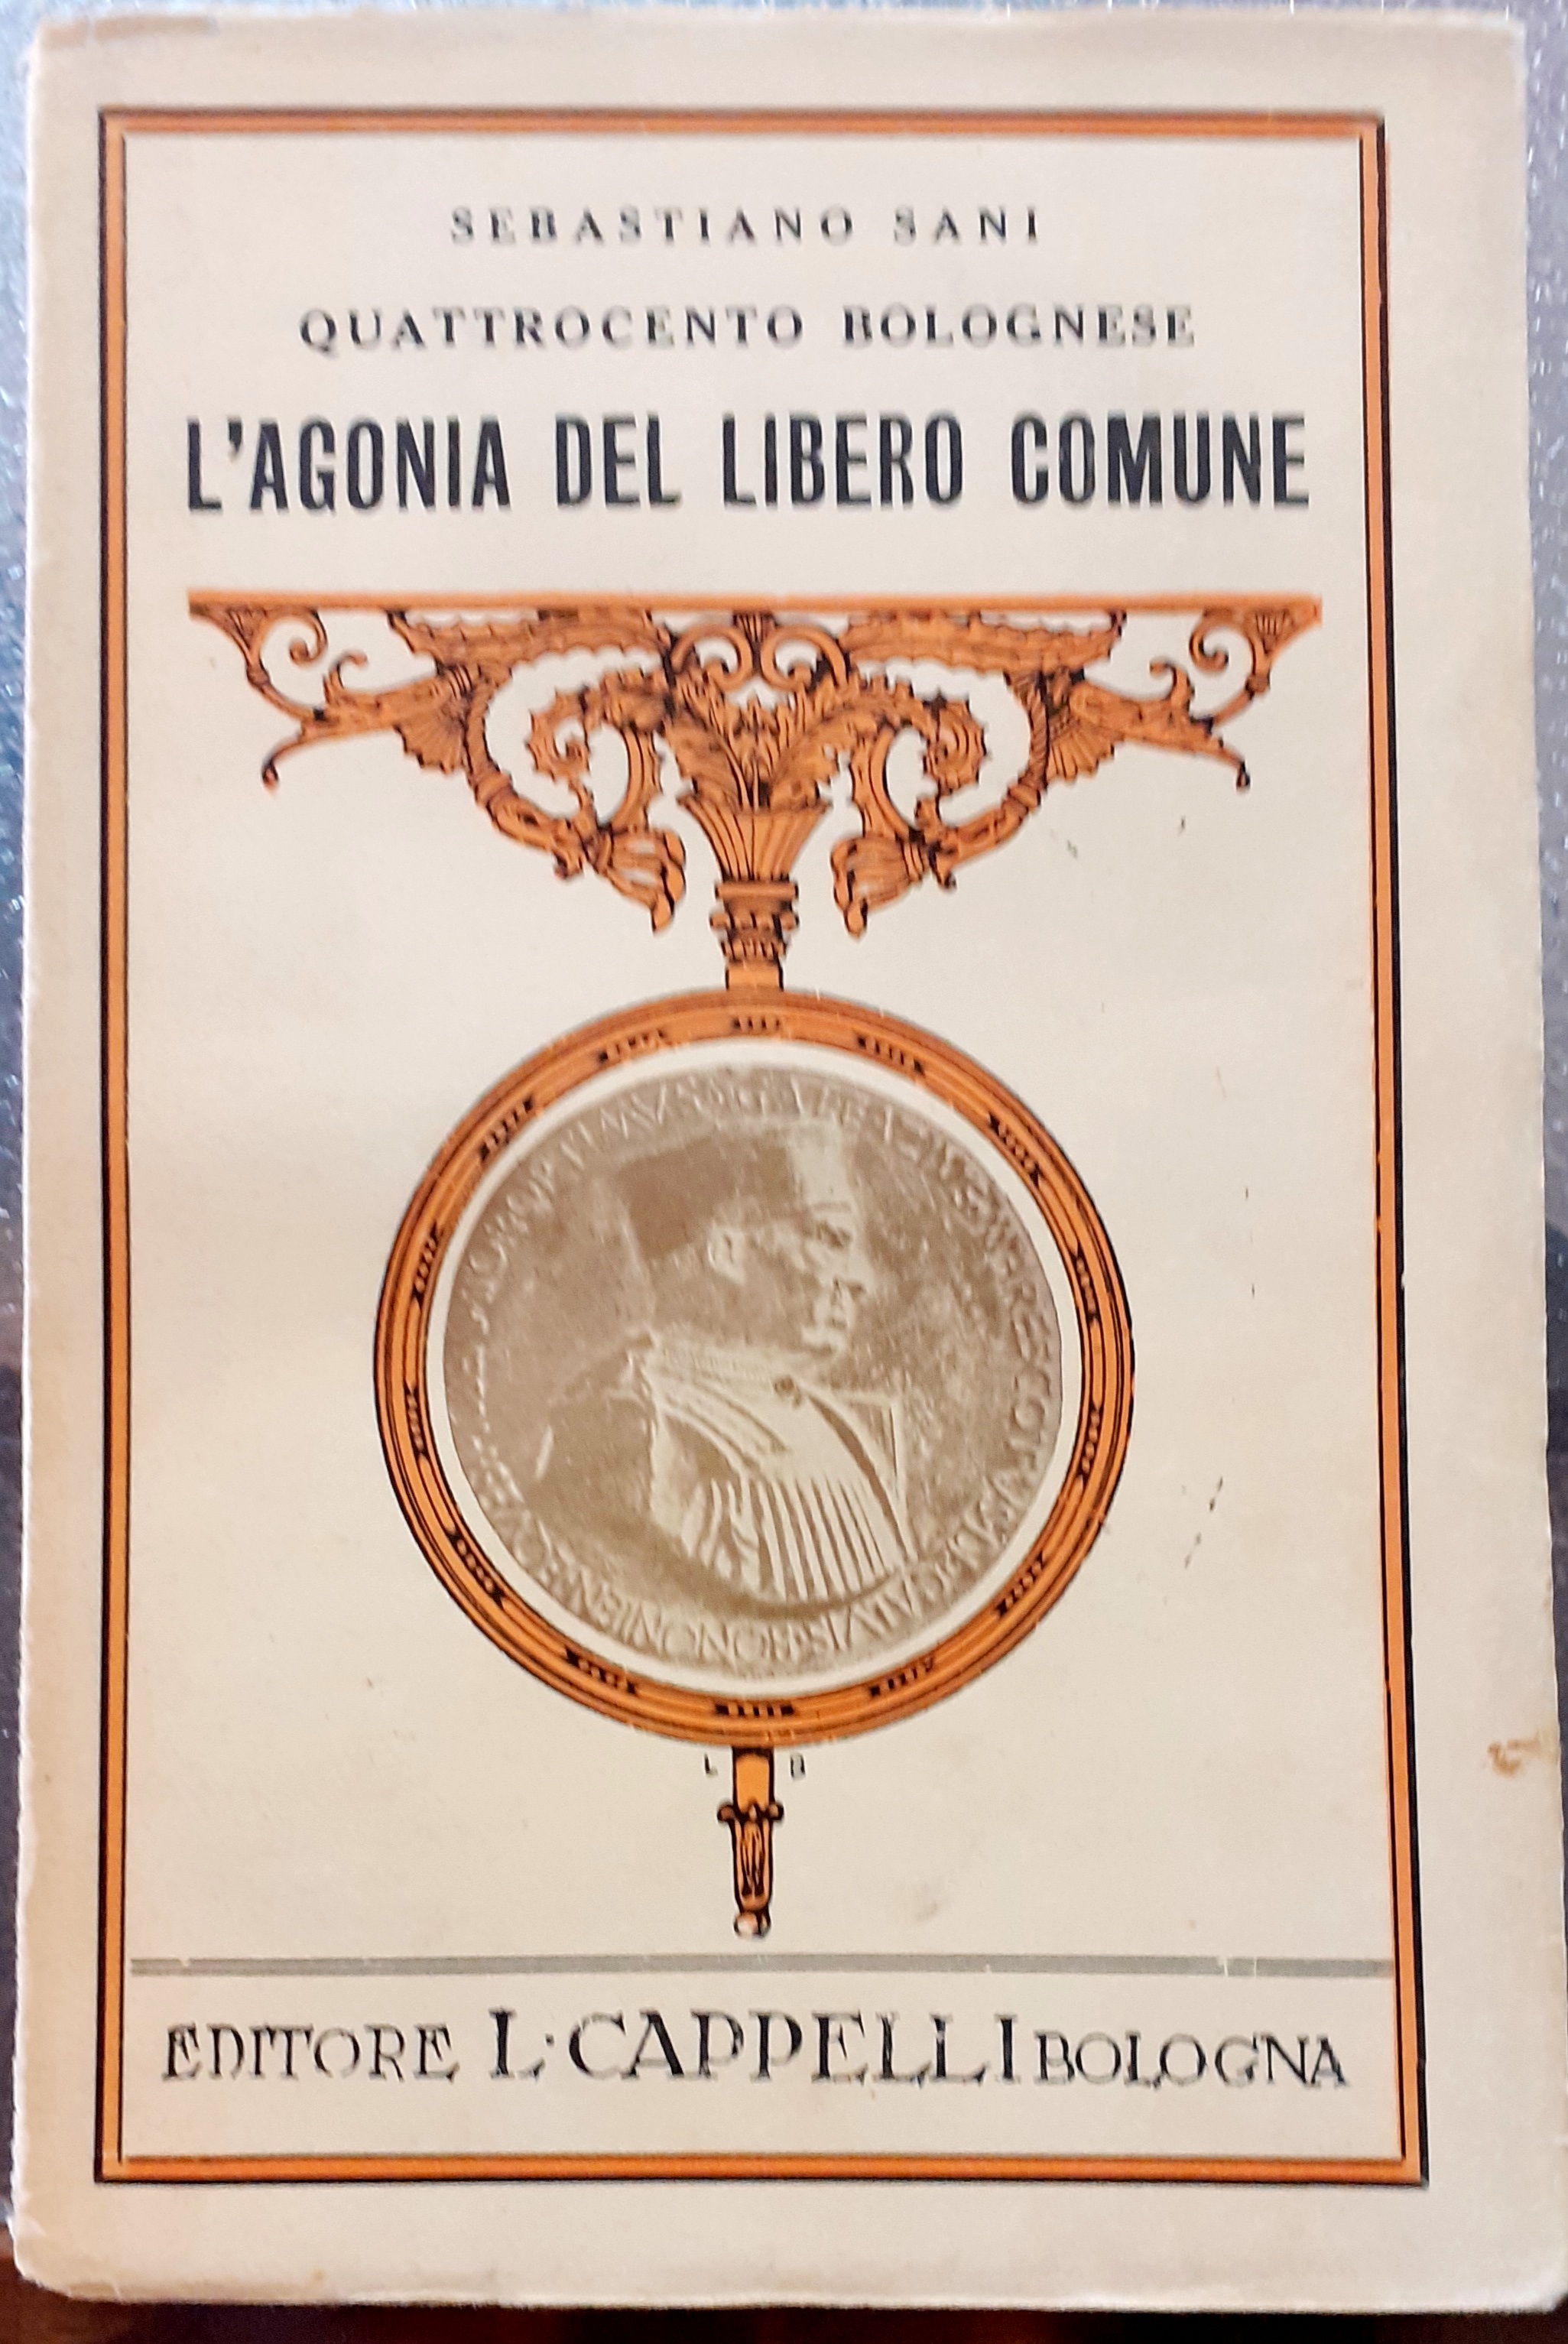 SEBASTIANO SANI
QUATTROCENTO BOLOGNESE
L'AGONIA DEL LIBERO COMUNE
L B
EDITORE L·CAPPELLI BOLOGNA